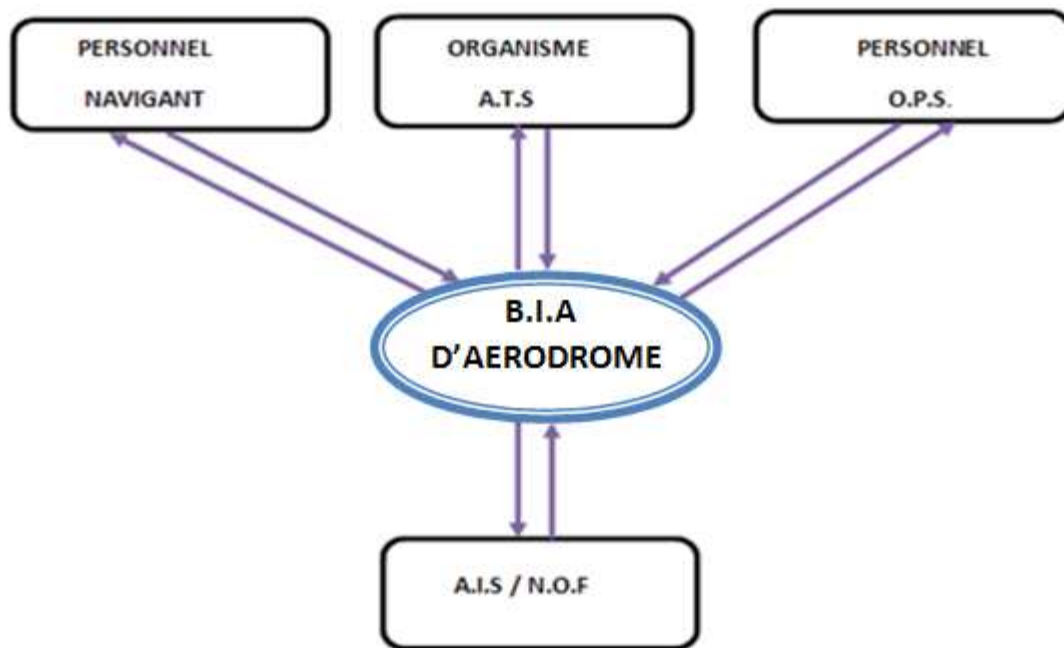 PERSONNEL
NAVIGANT
ORGANISME
A.T.S
PERSONNEL
O.P.S.
B.I.A
D’AERODROME
A.I.S / N.O.F